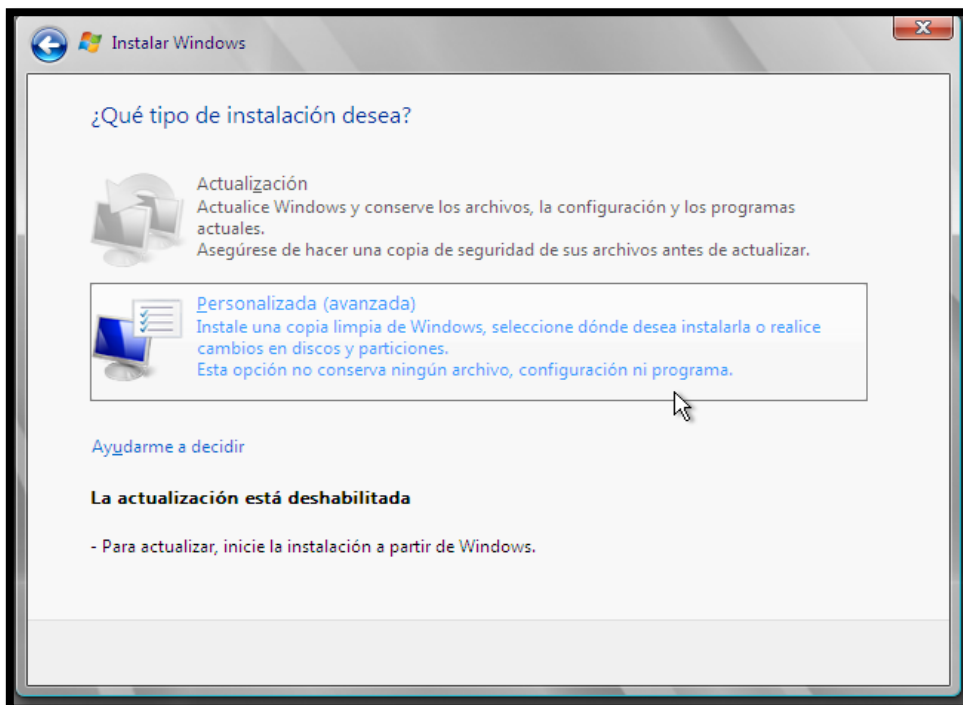 Instalar Windows
¿Qué tipo de instalación desea?
Actualización
Actualice Windows y conserve los archivos, la configuración y los programas
actuales.
Asegúrese de hacer una copia de seguridad de sus archivos antes de actualizar.
Personalizada (avanzada)
Instale una copia limpia de Windows, seleccione dónde desea instalarla o realice
cambios en discos y particiones.
Esta opción no conserva ningún archivo, configuración ni programa.
Ayudarme a decidir
La actualización está deshabilitada
- Para actualizar, inicie la instalación a partir de Windows.